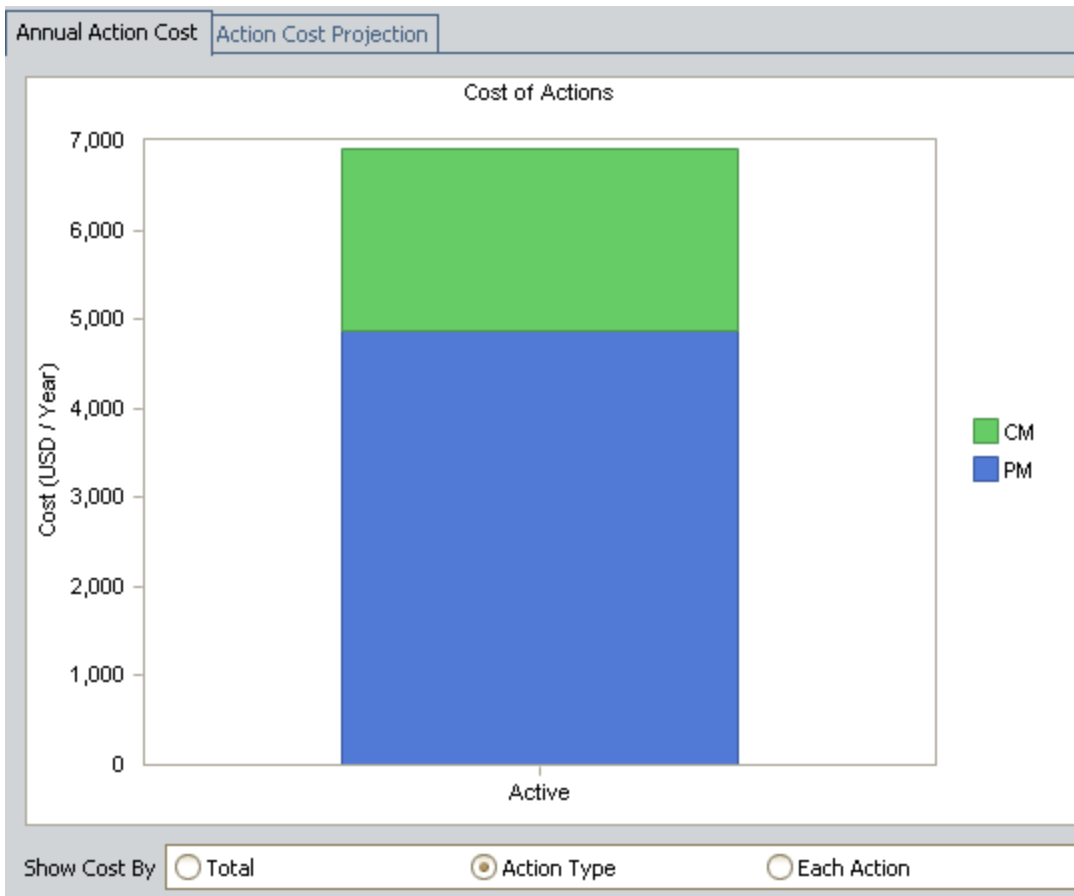 Annual Action Cost
Action Cost Projection
Cost of Actions
7,000
6,000
5,000
4,000
3,000
2,000
1,000
0
Cost (USD / Year)
Active
CM
PM
Show Cost By
Total
Action Type
Each Action